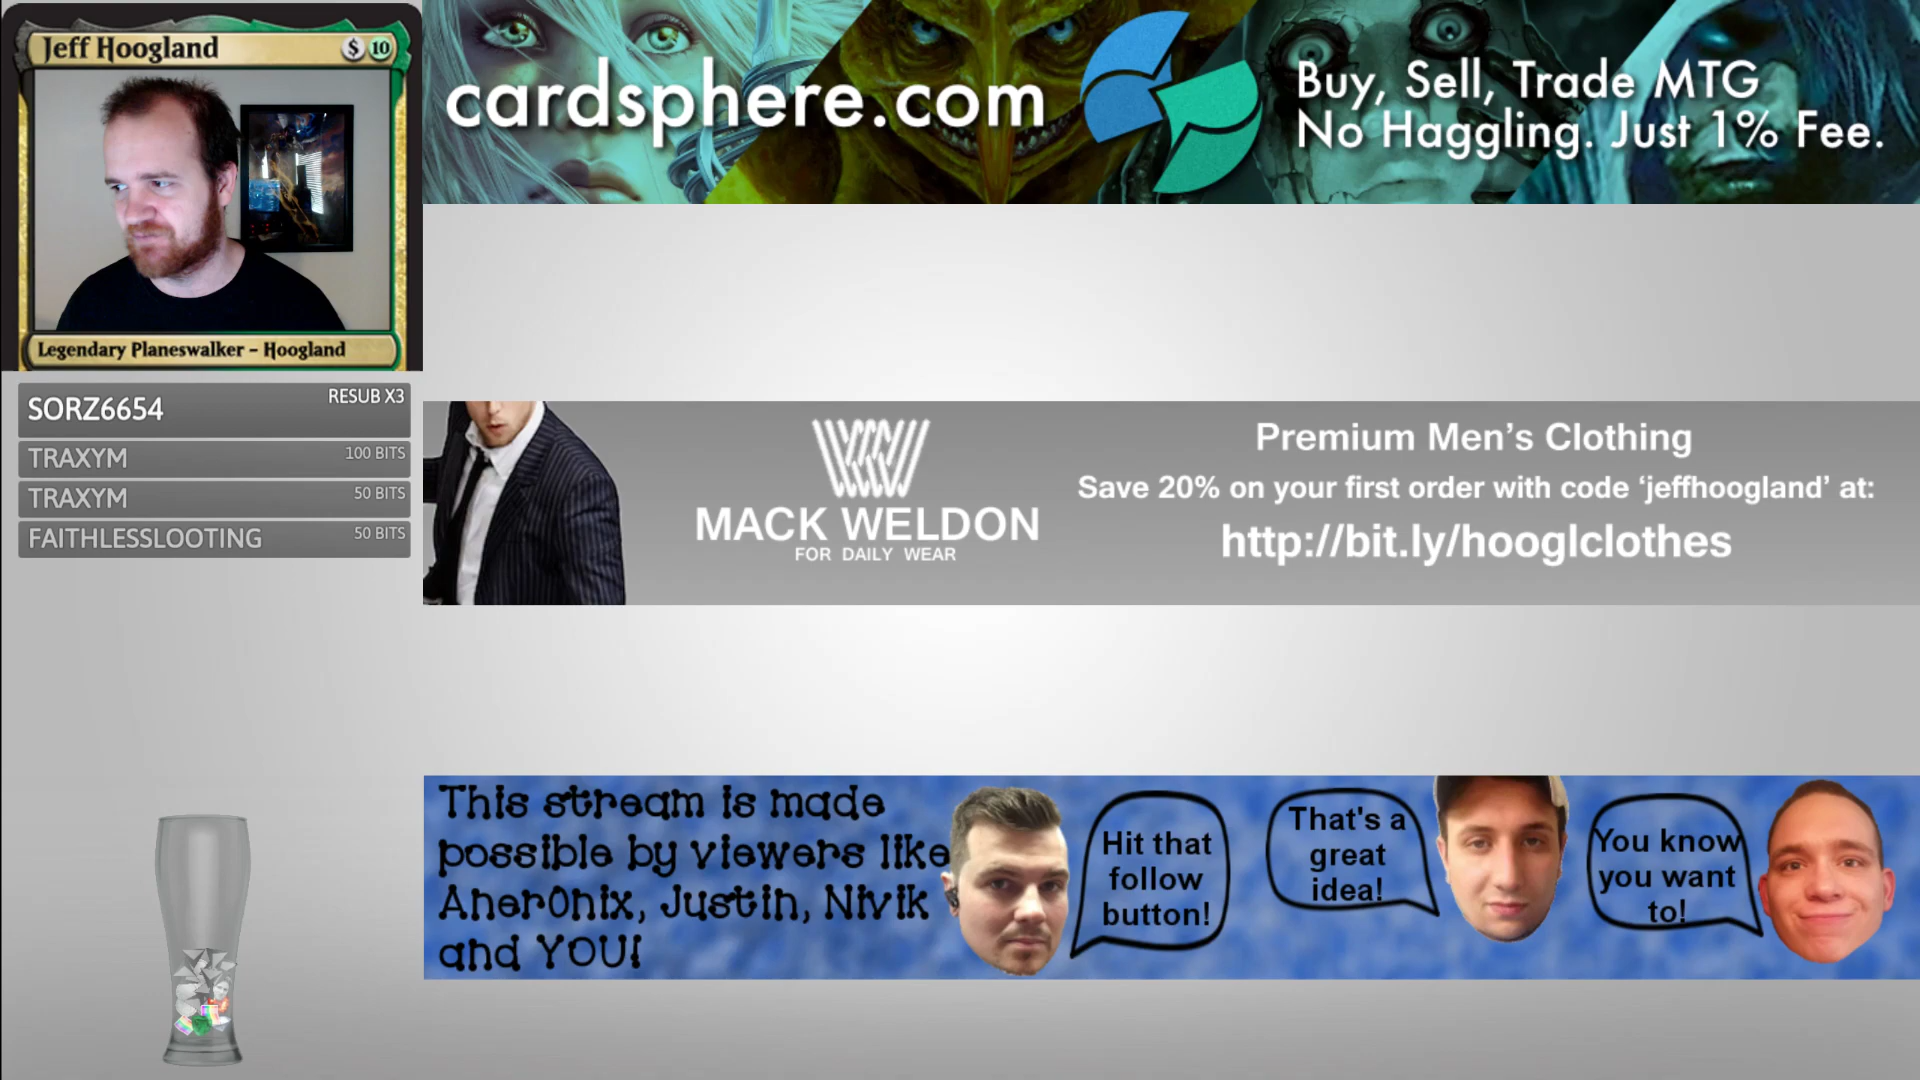 Jeff Hoogland
$ 10
Legendary Planeswalker – Hoogland
cardsphere.com
Buy, Sell, Trade MTG
No Haggling. Just 1% Fee.
SORZ6654 RESUB X3
TRAXYM 100 BITS
TRAXYM 50 BITS
FAITHLESSLOOTING 50 BITS
MACK WELDON
FOR DAILY WEAR
Premium Men’s Clothing
Save 20% on your first order with code ‘jeffhoogland’ at:
http://bit.ly/hooglclothes
This stream is made
possible by viewers like
Aner0nix, Justin, Nivik
and YOU!
Hit that
follow
button!
That's a
great
idea!
You know
you want
to!